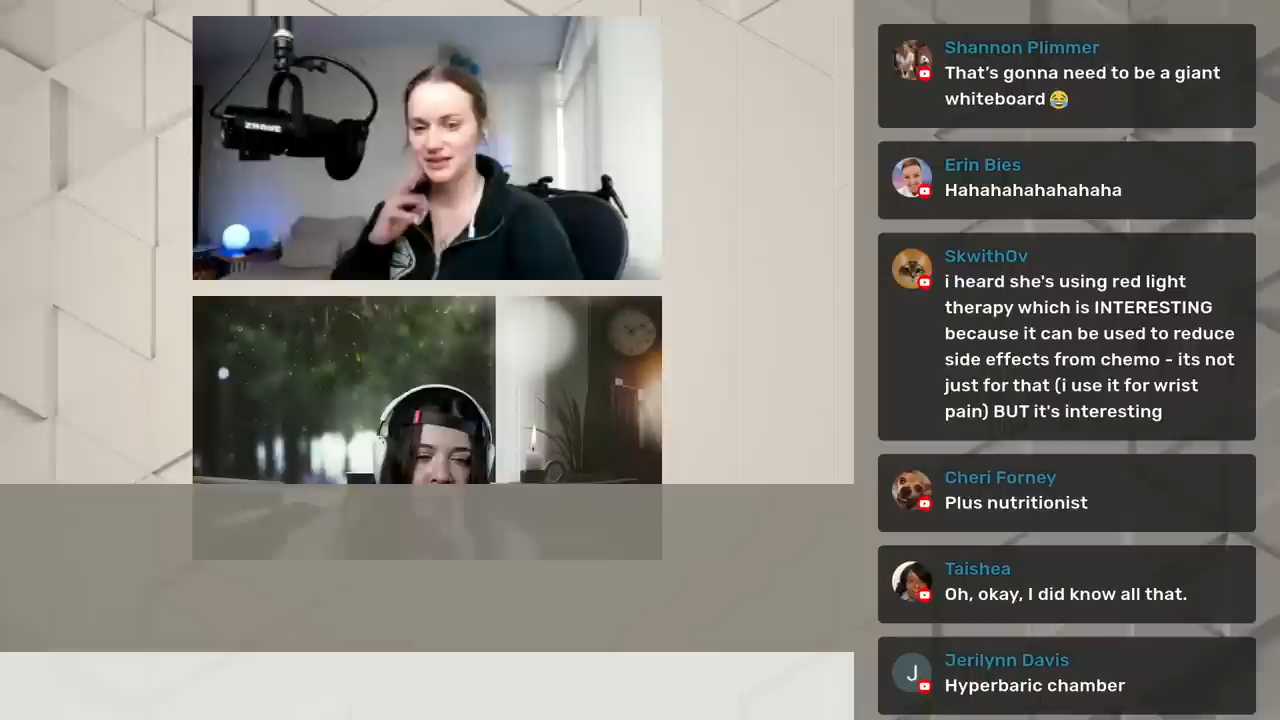 Shannon Plimmer
That’s gonna need to be a giant
whiteboard 😂
Erin Bies
Hahahahahahahaha
SkwithOv
i heard she's using red light
therapy which is INTERESTING
because it can be used to reduce
side effects from chemo - its not
just for that (i use it for wrist
pain) BUT it's interesting
Cheri Forney
Plus nutritionist
Taishea
Oh, okay, I did know all that.
J
Jerilynn Davis
Hyperbaric chamber